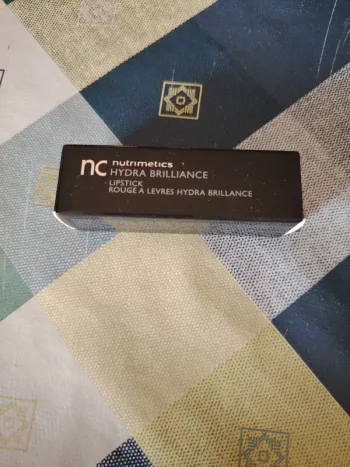 nc nutrimetics
HYDRA BRILLIANCE
LIPSTICK
ROUGE A LEVRES HYDRA BRILLANCE